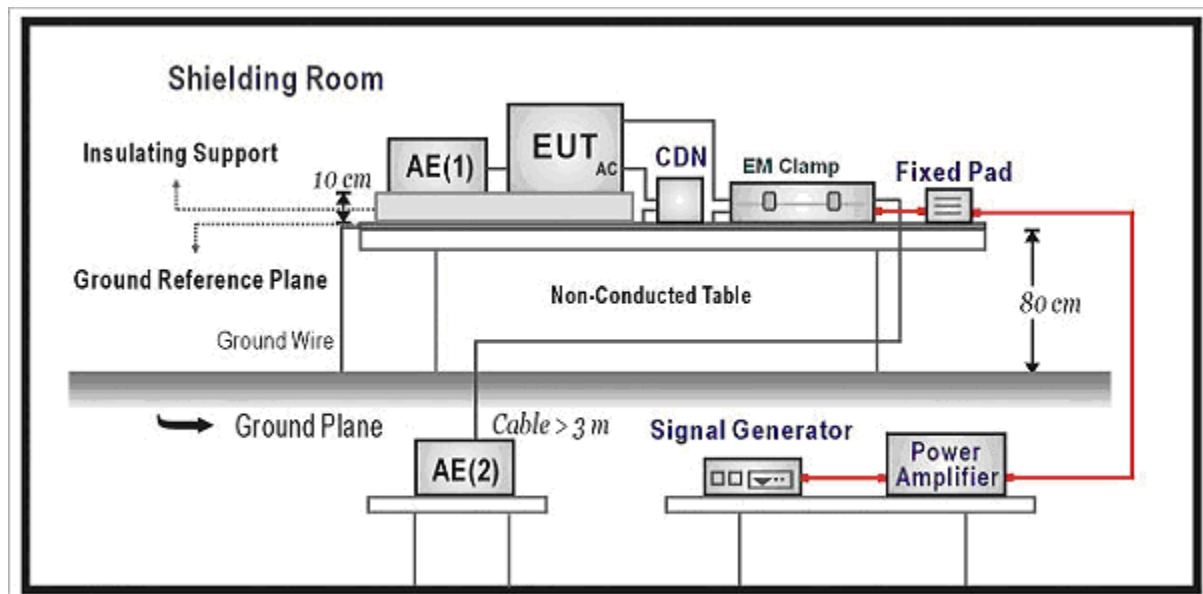 Shielding Room
Insulating Support
10 cm
AE(1)
EUT
AC
CDN
EM Clamp
Fixed Pad
Ground Reference Plane
Non-Conducted Table
80 cm
Ground Wire
Ground Plane
Cable > 3 m
Signal Generator
AE(2)
Power
Amplifier